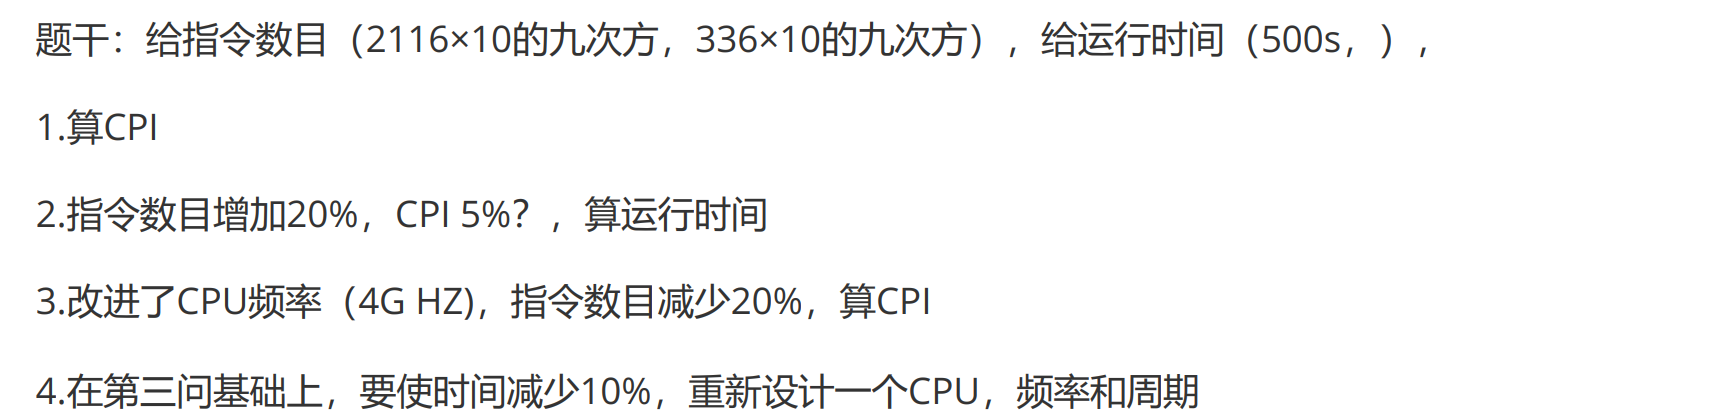 题干：给指令数目（2116×10的九次方，336×10的九次方），给运行时间（500s，），
1.算CPI
2.指令数目增加20%，CPI 5%？，算运行时间
3.改进了CPU频率（4G HZ)，指令数目减少20%，算CPI
4.在第三问基础上，要使时间减少10%，重新设计一个CPU，频率和周期